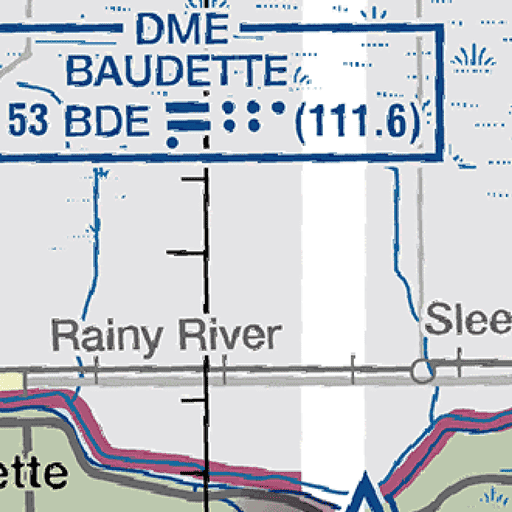 DME
BAUDETTE
53 BDE (111.6)
Rainy River
Slee
ette